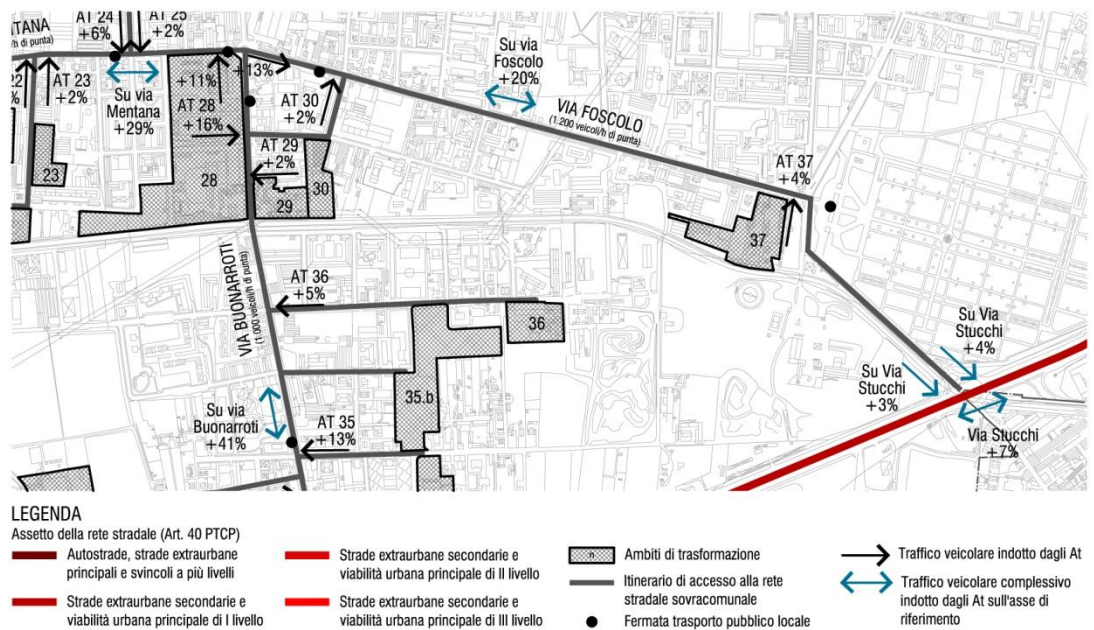 AT 24
+6%
AT 25
+2%
(1.200 veicoli/h di punta)
AT 23
+2%
Su via
Mentana
+29%
+11%
+13%
AT 28
+16%
AT 30
+2%
AT 29
+2%
Su via
Foscolo
+20%
VIA FOSCOLO
AT 37
+4%
23
28
29
30
37
AT 36
+5%
VIA BUONARROTI
(1.000 veicoli/h di punta)
36
35.b
Su via
Buonarroti
+41%
AT 35
+13%
Su Via
Stucchi
+4%
Su Via
Stucchi
+3%
Via Stucchi
+7%
LEGENDA
Assetto della rete stradale (Art. 40 PTCP)
Autostrade, strade extraurbane
principali e svincoli a più livelli
Strade extraurbane secondarie e
viabilità urbana principale di I livello
Strade extraurbane secondarie e
viabilità urbana principale di II livello
Strade extraurbane secondarie e
viabilità urbana principale di III livello
n
Ambiti di trasformazione
Itinerario di accesso alla rete
stradale sovracomunale
Fermata trasporto pubblico locale
Traffico veicolare indotto dagli At
Traffico veicolare complessivo
indotto dagli At sull'asse di
riferimento